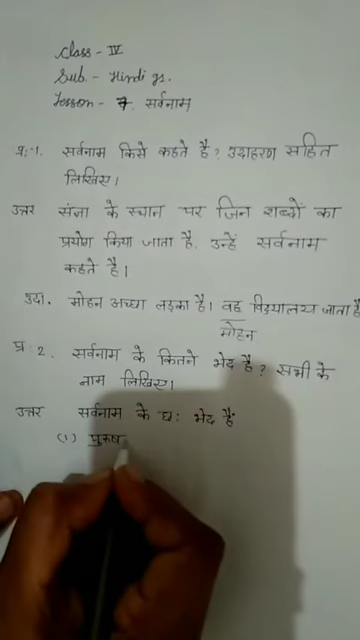 Class - IV
Sub. - Hindi gr.
Lesson - 7. सर्वनाम
प्र:-1. सर्वनाम किसे कहते है? उदाहरण सहित
लिखिए।
उत्तर संज्ञा के स्थान पर जिन शब्दों का
प्रयोग किया जाता है, उन्हें सर्वनाम
कहते है।
उदा. मोहन अच्छा लड़का है। वह विद्यालय जाता है
मोहन
प्र: 2. सर्वनाम के कितने भेद है? सभी के
नाम लिखिए।
उत्तर सर्वनाम के छ: भेद हैं
(1) पुरुष